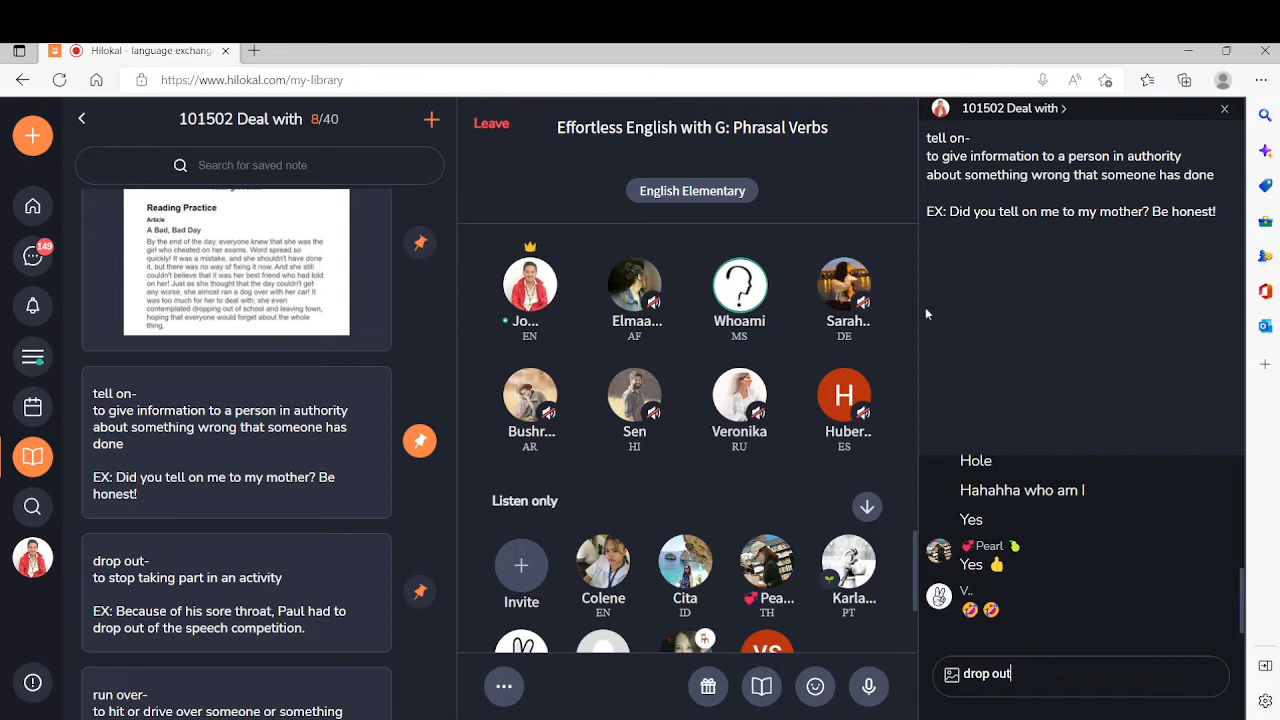 Hilokal - language exchang
https://www.hilokal.com/my-library
101502 Deal with 8/40
Search for saved note
Reading Practice
Article
A Bad, Bad Day
By the end of the day, everyone knew that she was the
girl who cheated on her exams. Word spread so
quickly! It was a mistake, and she shouldn't have done
it, but there was no way of fixing it now. And she still
couldn't believe that it was her best friend who had told
on her! Just as she thought that the day couldn't get
any worse, she almost ran a dog over with her car! It
was too much for her to deal with; she even
contemplated dropping out of school and leaving town,
hoping that everyone would forget about the whole
thing.
tell on-
to give information to a person in authority
about something wrong that someone has
done
EX: Did you tell on me to my mother? Be
honest!
drop out-
to stop taking part in an activity
EX: Because of his sore throat, Paul had to
drop out of the speech competition.
run over-
to hit or drive over someone or something
149
Leave
Effortless English with G: Phrasal Verbs
English Elementary
Jo...
EN
Elmaa...
AF
Whoami
MS
Sarah..
DE
Bushr...
AR
Sen
HI
Veronika
RU
H
Huber..
ES
Listen only
Invite
Colene
EN
Cita
ID
Pea...
TH
Karla...
PT
VS
101502 Deal with >
tell on-
to give information to a person in authority
about something wrong that someone has done
EX: Did you tell on me to my mother? Be honest!
Hole
Hahahha who am I
Yes
Pearl
Yes 👍
V..
🤣 🤣
drop out